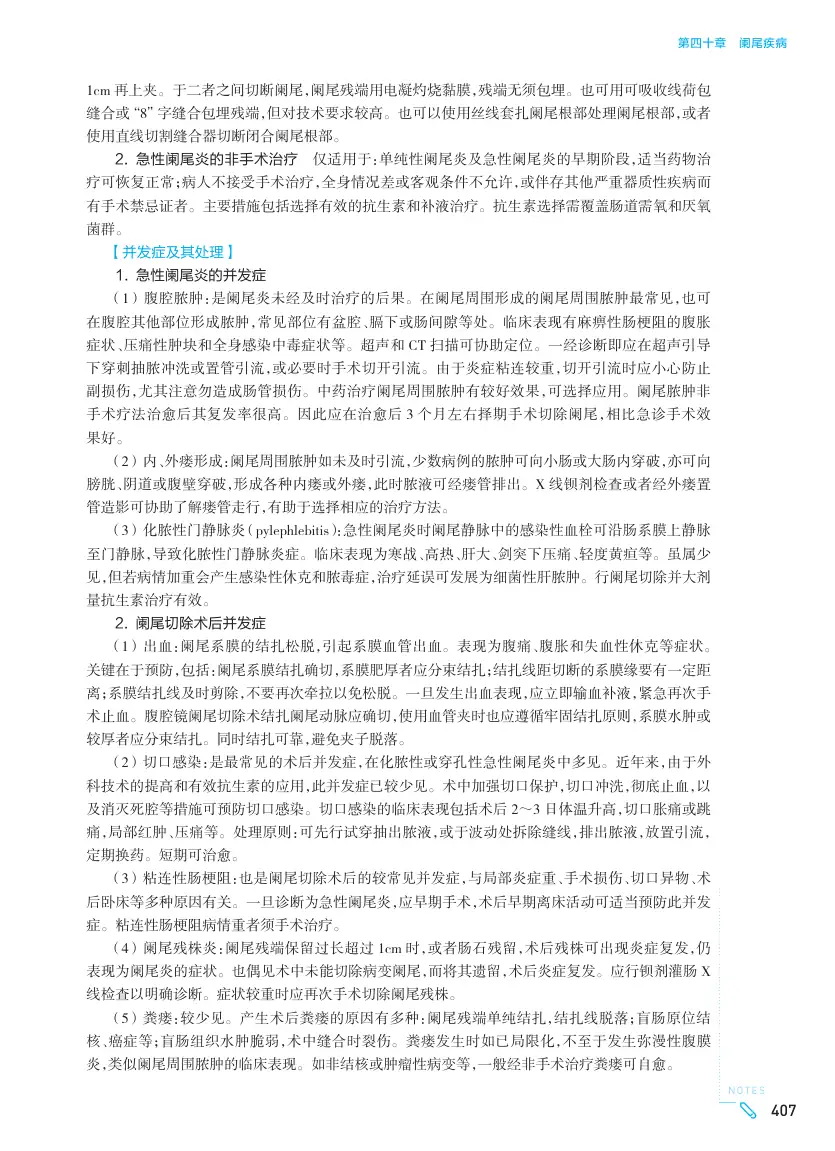 第四十章 阑尾疾病
1cm 再上夹。于二者之间切断阑尾,阑尾残端用电凝灼烧黏膜,残端无须包埋。也可用可吸收线荷包
缝合或 “8” 字缝合包埋残端,但对技术要求较高。也可以使用丝线套扎阑尾根部处理阑尾根部,或者
使用直线切割缝合器切断闭合阑尾根部。
2. 急性阑尾炎的非手术治疗 仅适用于:单纯性阑尾炎及急性阑尾炎的早期阶段,适当药物治
疗可恢复正常;病人不接受手术治疗,全身情况差或客观条件不允许,或伴存其他严重器质性疾病而
有手术禁忌证者。主要措施包括选择有效的抗生素和补液治疗。抗生素选择需覆盖肠道需氧和厌氧
菌群。
【并发症及其处理】
1. 急性阑尾炎的并发症
(1)腹腔脓肿:是阑尾炎未经及时治疗的后果。在阑尾周围形成的阑尾周围脓肿最常见,也可
在腹腔其他部位形成脓肿,常见部位有盆腔、膈下或肠间隙等处。临床表现有麻痹性肠梗阻的腹胀
症状、压痛性肿块和全身感染中毒症状等。超声和 CT 扫描可协助定位。一经诊断即应在超声引导
下穿刺抽脓冲洗或置管引流,或必要时手术切开引流。由于炎症粘连较重,切开引流时应小心防止
副损伤,尤其注意勿造成肠管损伤。中药治疗阑尾周围脓肿有较好效果,可选择应用。阑尾脓肿非
手术疗法治愈后其复发率很高。因此应在治愈后 3 个月左右择期手术切除阑尾,相比急诊手术效
果好。
(2)内、外瘘形成:阑尾周围脓肿如未及时引流,少数病例的脓肿可向小肠或大肠内穿破,亦可向
膀胱、阴道或腹壁穿破,形成各种内瘘或外瘘,此时脓液可经瘘管排出。X 线钡剂检查或者经外瘘置
管造影可协助了解瘘管走行,有助于选择相应的治疗方法。
(3)化脓性门静脉炎(pylephlebitis):急性阑尾炎时阑尾静脉中的感染性血栓可沿肠系膜上静脉
至门静脉,导致化脓性门静脉炎症。临床表现为寒战、高热、肝大、剑突下压痛、轻度黄疸等。虽属少
见,但若病情加重会产生感染性休克和脓毒症,治疗延误可发展为细菌性肝脓肿。行阑尾切除并大剂
量抗生素治疗有效。
2. 阑尾切除术后并发症
(1)出血:阑尾系膜的结扎松脱,引起系膜血管出血。表现为腹痛、腹胀和失血性休克等症状。
关键在于预防,包括:阑尾系膜结扎确切,系膜肥厚者应分束结扎;结扎线距切断的系膜缘要有一定距
离;系膜结扎线及时剪除,不要再次牵拉以免松脱。一旦发生出血表现,应立即输血补液,紧急再次手
术止血。腹腔镜阑尾切除术结扎阑尾动脉应确切,使用血管夹时也应遵循牢固结扎原则,系膜水肿或
较厚者应分束结扎。同时结扎可靠,避免夹子脱落。
(2)切口感染:是最常见的术后并发症,在化脓性或穿孔性急性阑尾炎中多见。近年来,由于外
科技术的提高和有效抗生素的应用,此并发症已较少见。术中加强切口保护,切口冲洗,彻底止血,以
及消灭死腔等措施可预防切口感染。切口感染的临床表现包括术后 2~3 日体温升高,切口胀痛或跳
痛,局部红肿、压痛等。处理原则:可先行试穿抽出脓液,或于波动处拆除缝线,排出脓液,放置引流,
定期换药。短期可治愈。
(3)粘连性肠梗阻:也是阑尾切除术后的较常见并发症,与局部炎症重、手术损伤、切口异物、术
后卧床等多种原因有关。一旦诊断为急性阑尾炎,应早期手术,术后早期离床活动可适当预防此并发
症。粘连性肠梗阻病情重者须手术治疗。
(4)阑尾残株炎:阑尾残端保留过长超过 1cm 时,或者肠石残留,术后残株可出现炎症复发,仍
表现为阑尾炎的症状。也偶见术中未能切除病变阑尾,而将其遗留,术后炎症复发。应行钡剂灌肠 X
线检查以明确诊断。症状较重时应再次手术切除阑尾残株。
(5)粪瘘:较少见。产生术后粪瘘的原因有多种:阑尾残端单纯结扎,结扎线脱落;盲肠原位结
核、癌症等;盲肠组织水肿脆弱,术中缝合时裂伤。粪瘘发生时如已局限化,不至于发生弥漫性腹膜
炎,类似阑尾周围脓肿的临床表现。如非结核或肿瘤性病变等,一般经非手术治疗粪瘘可自愈。
NOTES
407